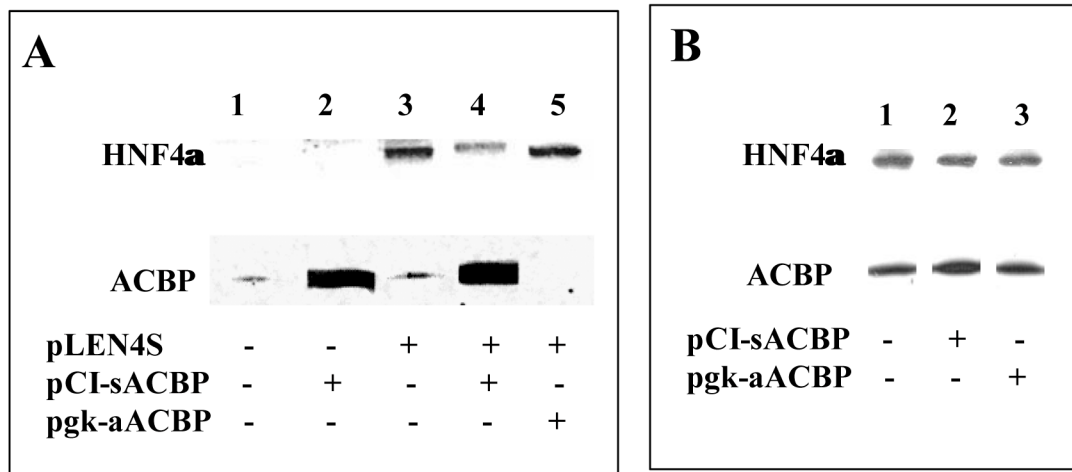 A
1 2 3 4 5
HNF4a
ACBP
pLEN4S - - + + +
pCI-sACBP - + - + -
pgk-aACBP - - - - +
B
1 2 3
HNF4a
ACBP
pCI-sACBP - + -
pgk-aACBP - - +